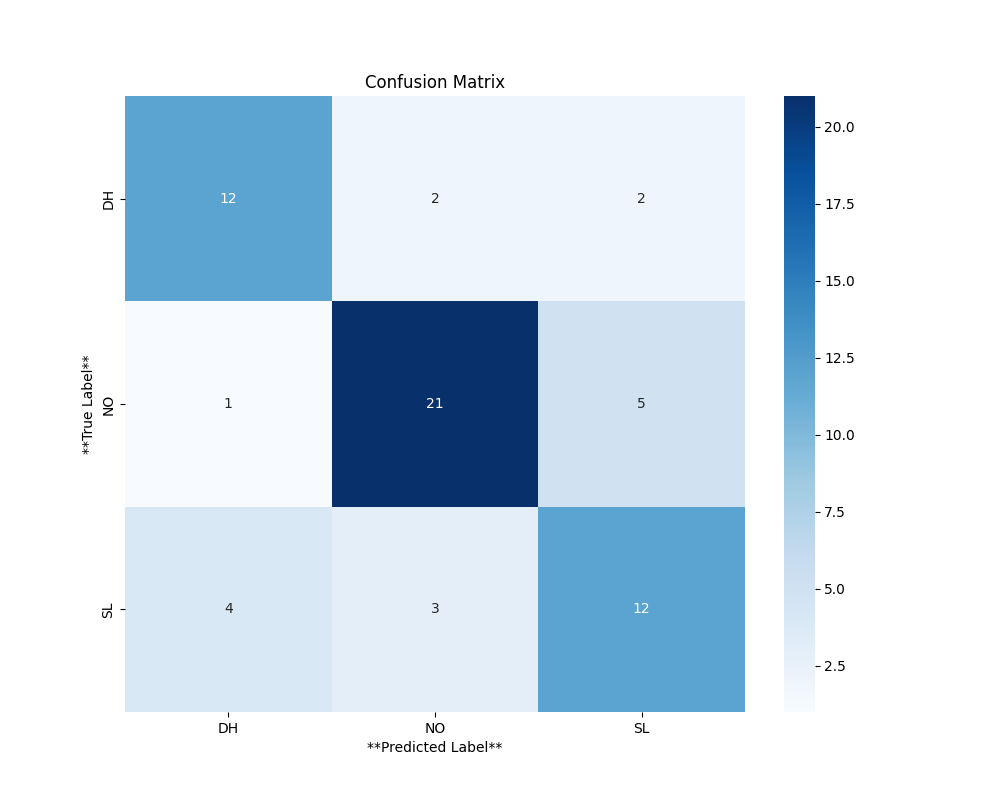 Confusion Matrix
DH
12
2
2
20.0
17.5
15.0
12.5
10.0
7.5
5.0
2.5
**True Label**
NO
1
21
5
SL
4
3
12
DH
NO
SL
**Predicted Label**